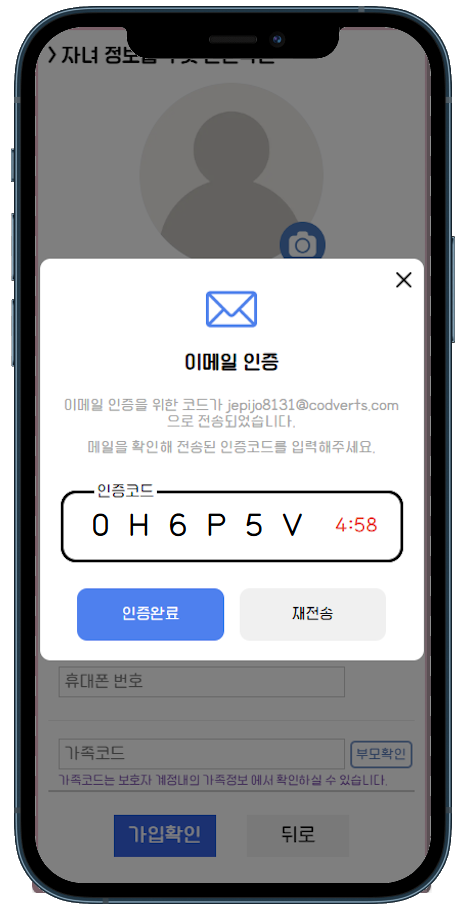 > 자녀 정보를
이메일 인증
이메일 인증을 위한 코드가 jepijo8131@codverts.com
으로 전송되었습니다.
메일을 확인해 전송된 인증코드를 입력해주세요.
인증코드
0 H 6 P 5 V 4:58
인증완료 재전송
휴대폰 번호
가족코드 부모확인
가족코드는 보호자 계정내의 가족정보 에서 확인하실 수 있습니다.
가입확인 뒤로